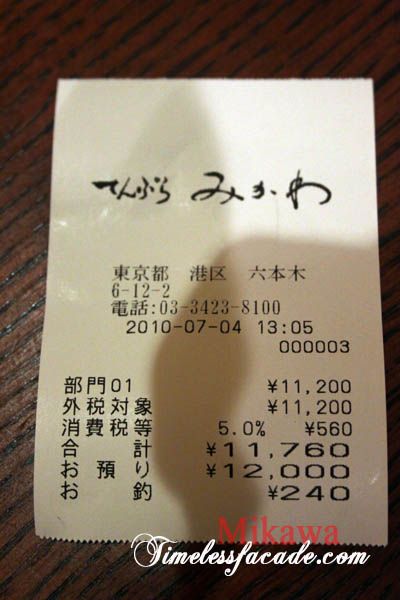 てんぷら みかわ
東京都 港区 六本木
6-12-2
電話:03-3423-8100
2010-07-04 13:05
000003
部門01 ¥11,200
外税対象 ¥11,200
消費税等 5.0% ¥560
合計 ¥11,760
お預り ¥12,000
お釣 ¥240
Mikawa
Timelessfacade.com